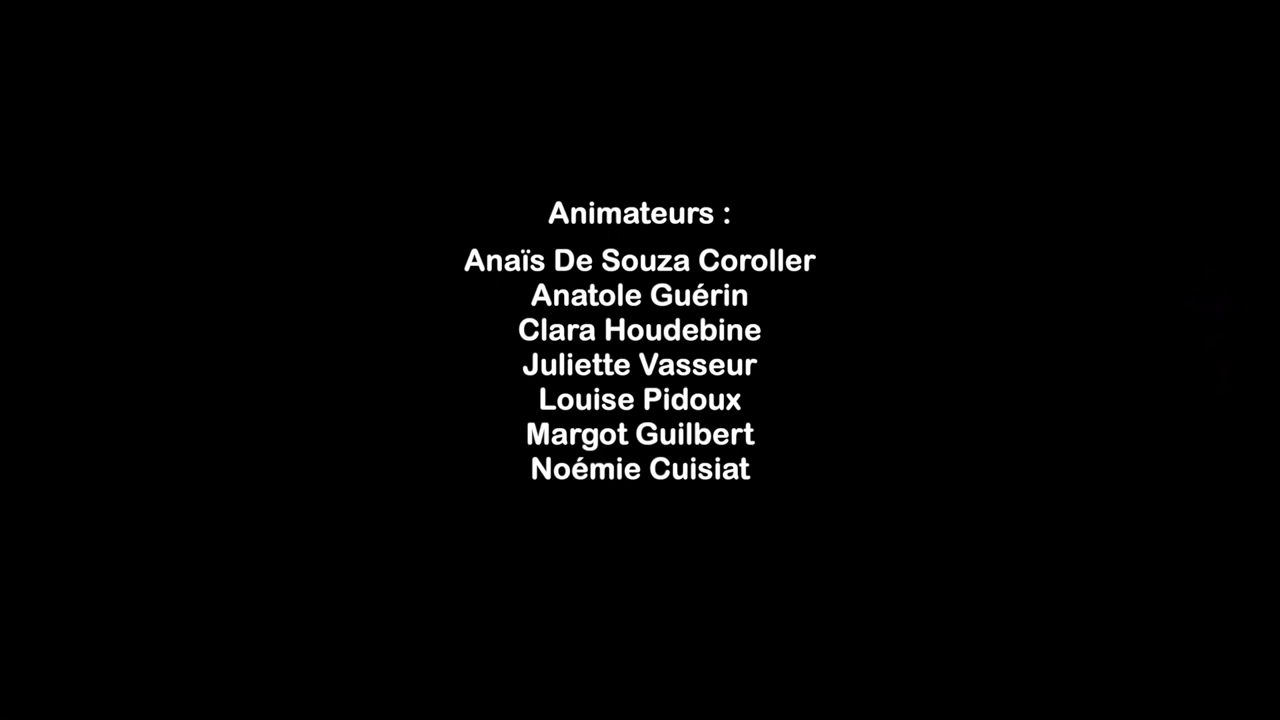 Animateurs :
Anaïs De Souza Coroller
Anatole Guérin
Clara Houdebine
Juliette Vasseur
Louise Pidoux
Margot Guilbert
Noémie Cuisiat